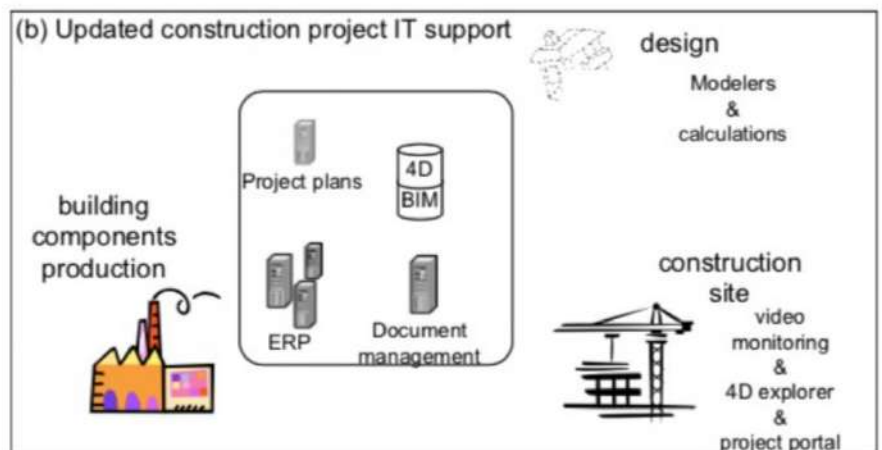 (b) Updated construction project IT support
design
Modelers
&
calculations
Project plans
4D
BIM
building
components
production
ERP
Document
management
construction
site
video
monitoring
&
4D explorer
&
project portal